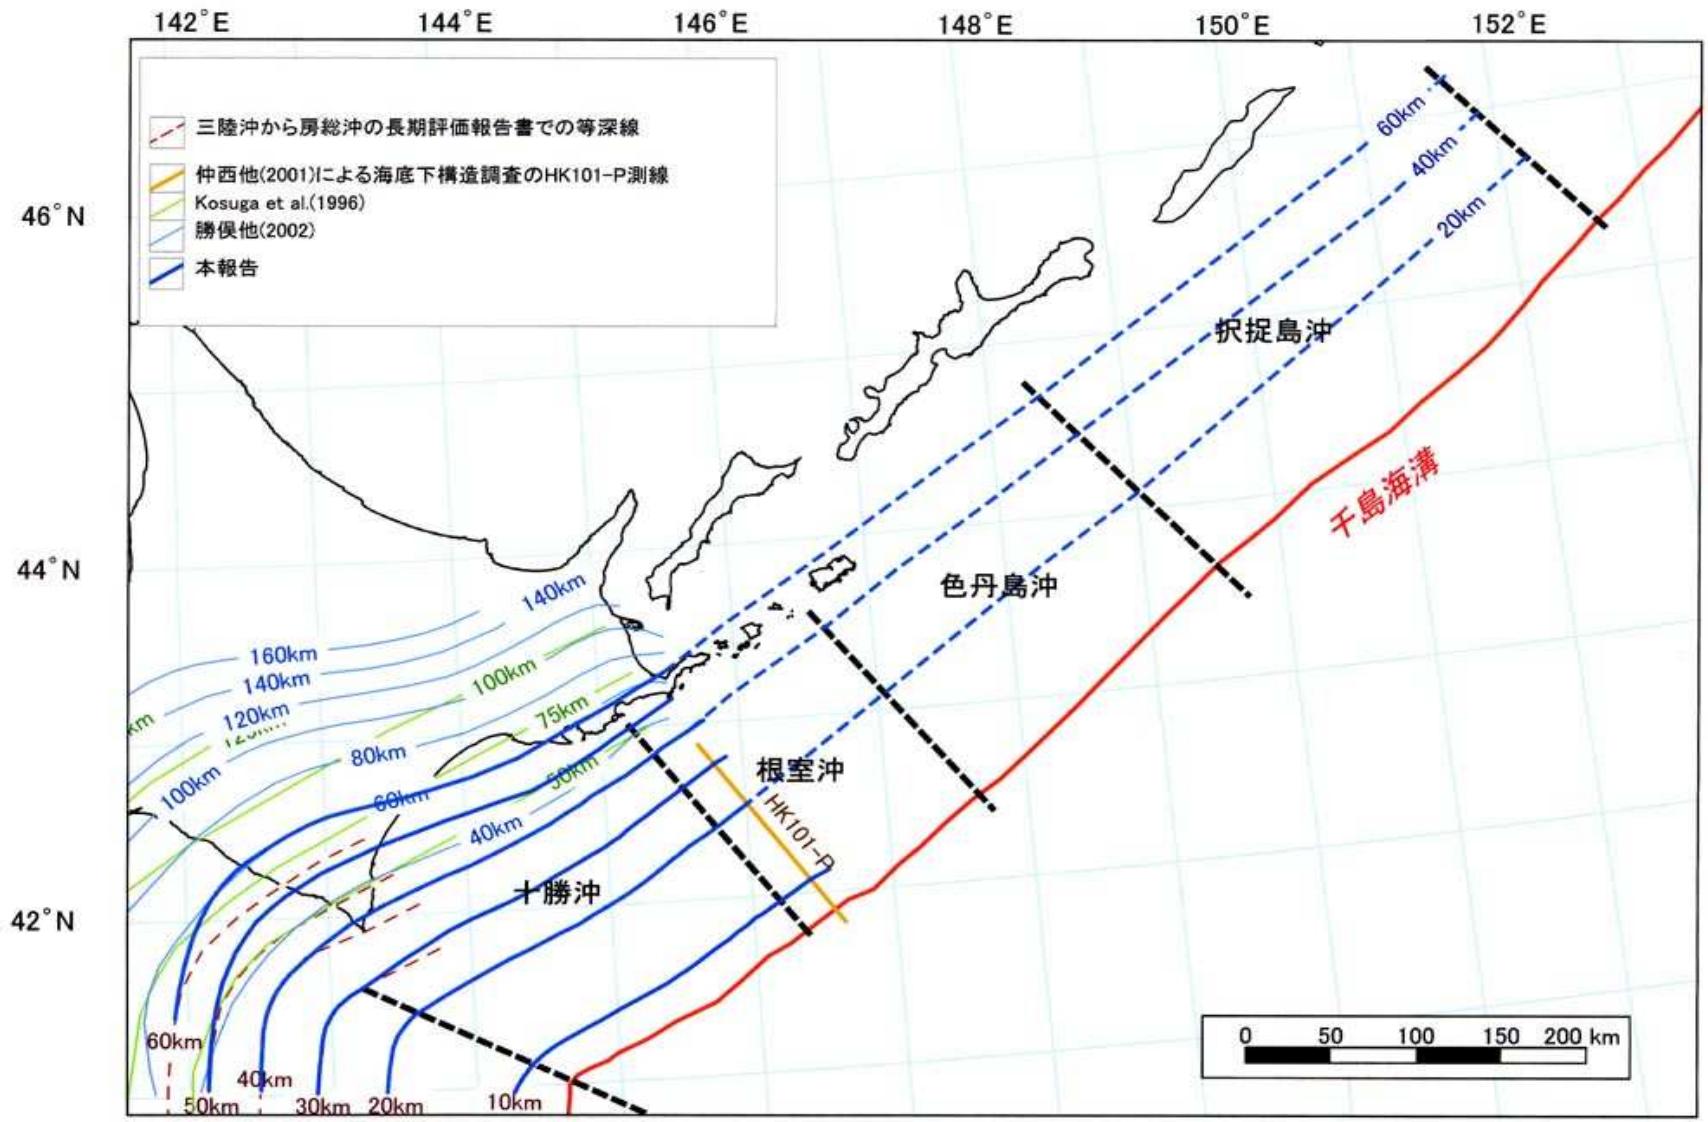 142°E 144°E 146°E 148°E 150°E 152°E
三陸沖から房総沖の長期評価報告書での等深線
仲西他(2001)による海底下構造調査のHK101-P測線
Kosuga et al.(1996)
勝俣他(2002)
本報告
46°N
44°N
42°N
60km
40km
20km
択捉島沖
千島海溝
色丹島沖
根室沖
HK101-P
十勝沖
140km
160km
140km
120km
100km
80km
60km
40km
100km
75km
50km
km
60km
40km
50km
30km
20km
10km
0 50 100 150 200 km